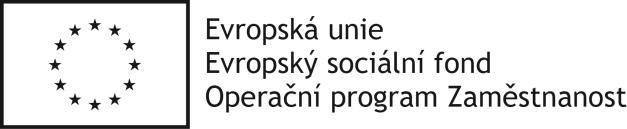 Evropská unie
Evropský sociální fond
Operační program Zaměstnanost